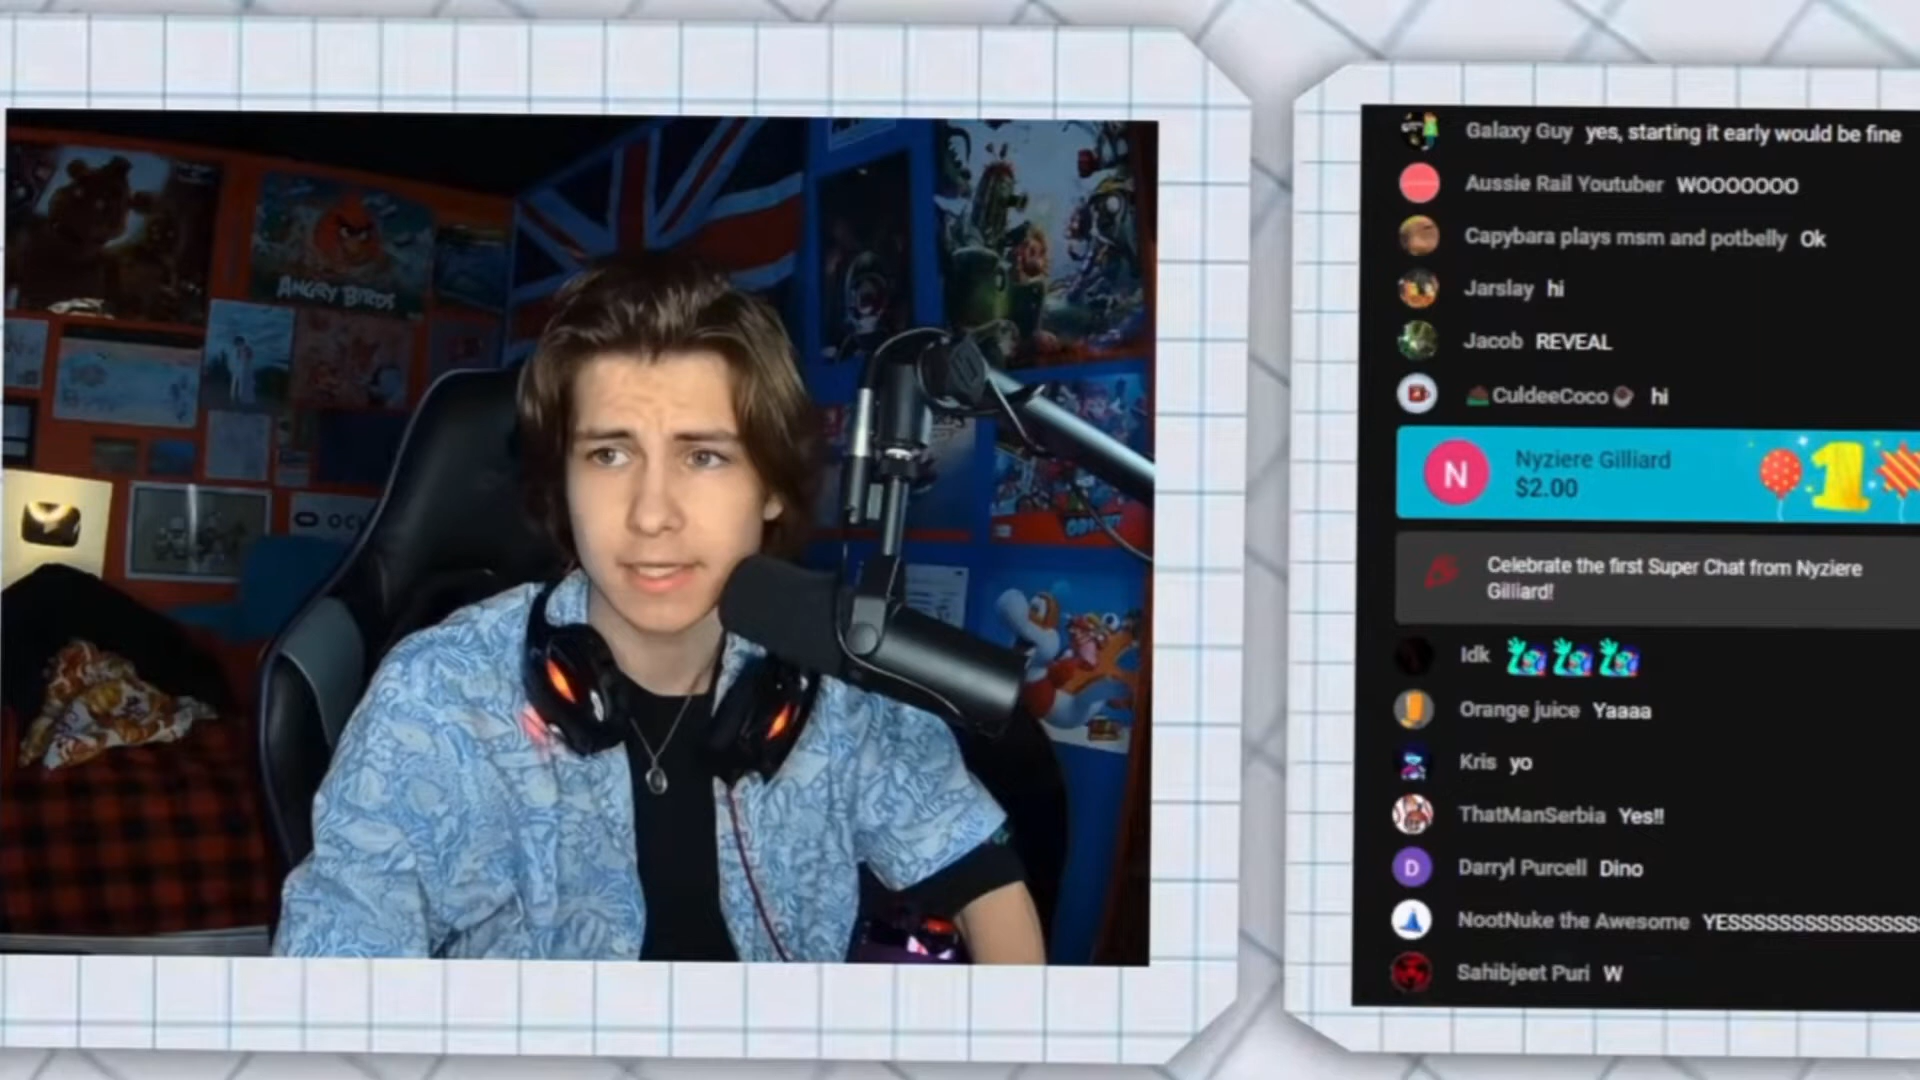 ANGRY BIRDS
Galaxy Guy yes, starting it early would be fine
Aussie Rail Youtuber WOOOOOOO
Capybara plays msm and potbelly Ok
Jarslay hi
Jacob REVEAL
CuldeeCoco hi
N
Nyziere Gilliard
$2.00
1
Celebrate the first Super Chat from Nyziere
Gilliard!
Idk
Orange juice Yaaaa
Kris yo
ThatManSerbia Yes!!
D Darryl Purcell Dino
NootNuke the Awesome YESSSSSSSSSSSSSSS
Sahibjeet Puri W